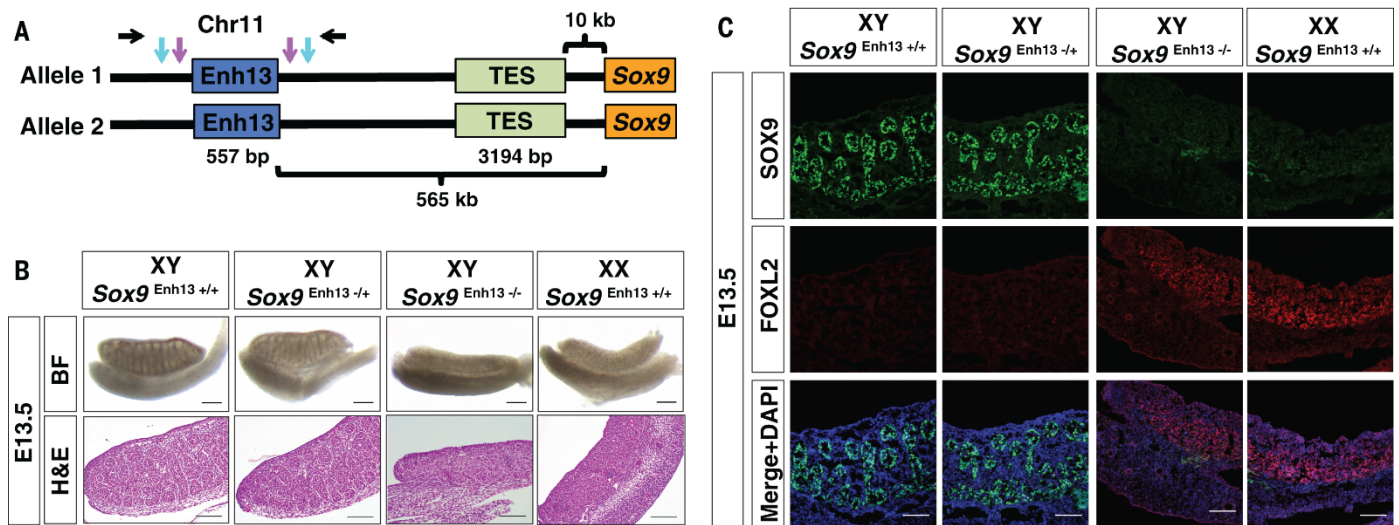 A
Chr11
10 kb
Allele 1
Enh13
TES
Sox9
Allele 2
Enh13
TES
Sox9
557 bp
3194 bp
565 kb
B
XY
Sox9 Enh13 +/+
XY
Sox9 Enh13 -/+
XY
Sox9 Enh13 -/-
XX
Sox9 Enh13 +/+
E13.5
BF
H&E
C
XY
Sox9 Enh13 +/+
XY
Sox9 Enh13 -/+
XY
Sox9 Enh13 -/-
XX
Sox9 Enh13 +/+
E13.5
SOX9
FOXL2
Merge+DAPI